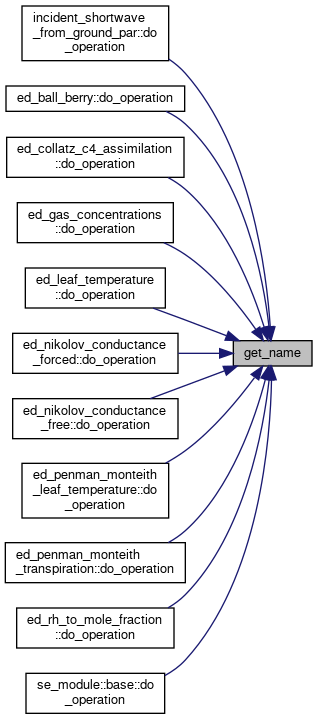 incident_shortwave
_from_ground_par::do
_operation
ed_ball_berry::do_operation
ed_collatz_c4_assimilation
::do_operation
ed_gas_concentrations
::do_operation
ed_leaf_temperature
::do_operation
get_name
ed_nikolov_conductance
_forced::do_operation
ed_nikolov_conductance
_free::do_operation
ed_penman_monteith
_leaf_temperature::do
_operation
ed_penman_monteith
_transpiration::do_operation
ed_rh_to_mole_fraction
::do_operation
se_module::base::do
_operation